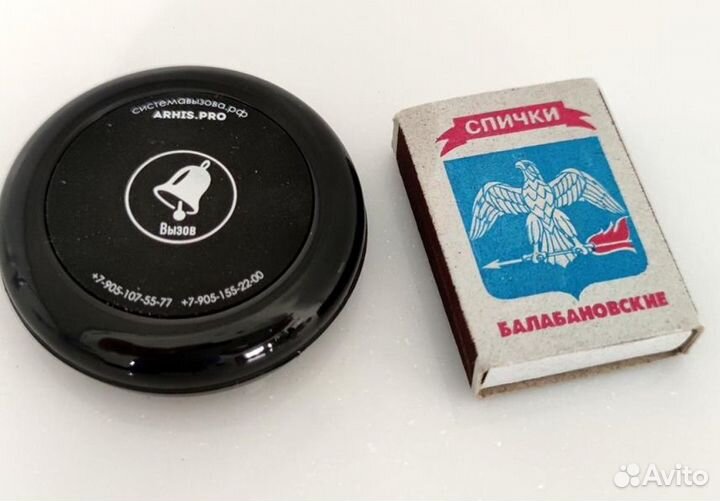 системавызова.рф
ARHIS.PRO
Вызов
+7-905-107-55-77 +7-905-155-22-00
СПИЧКИ
БАЛАБАНОВСКИЕ
Avito